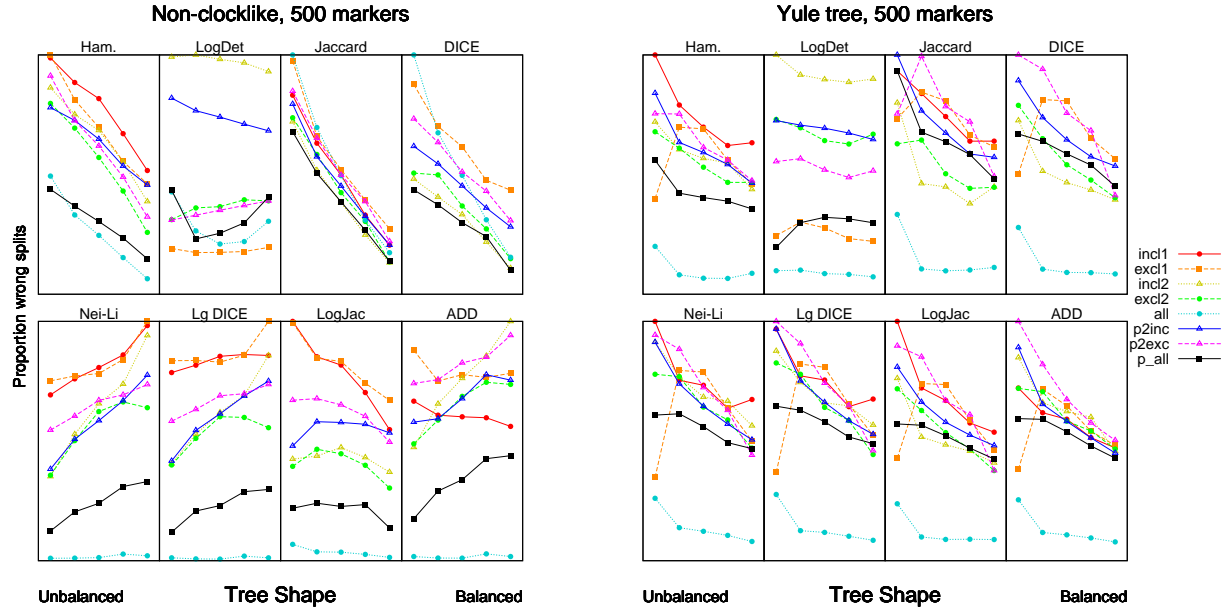 Non-clocklike, 500 markers
Yule tree, 500 markers
Ham. LogDet Jaccard DICE
Ham. LogDet Jaccard DICE
Proportion wrong splits
Nei-Li Lg DICE LogJac ADD
Nei-Li Lg DICE LogJac ADD
incl1
excl1
incl2
excl2
all
p2inc
p2exc
p_all
Unbalanced Tree Shape Balanced
Unbalanced Tree Shape Balanced